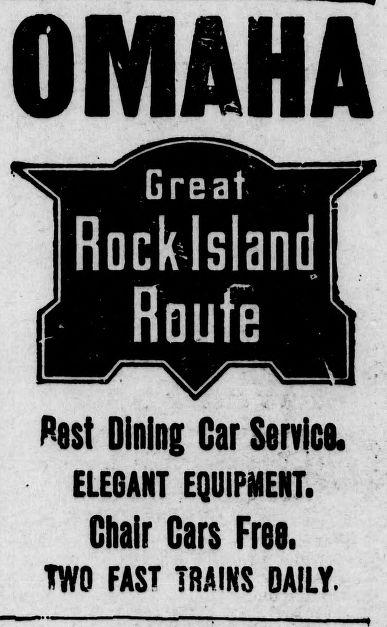 OMAHA
Great
Rock Island
Route
Best Dining Car Service.
ELEGANT EQUIPMENT.
Chair Cars Free.
TWO FAST TRAINS DAILY.